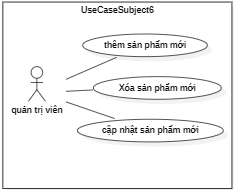 UseCaseSubject6
thêm sản phẩm mới
Xóa sản phẩm mới
quản trị viên
cập nhật sản phẩm mới